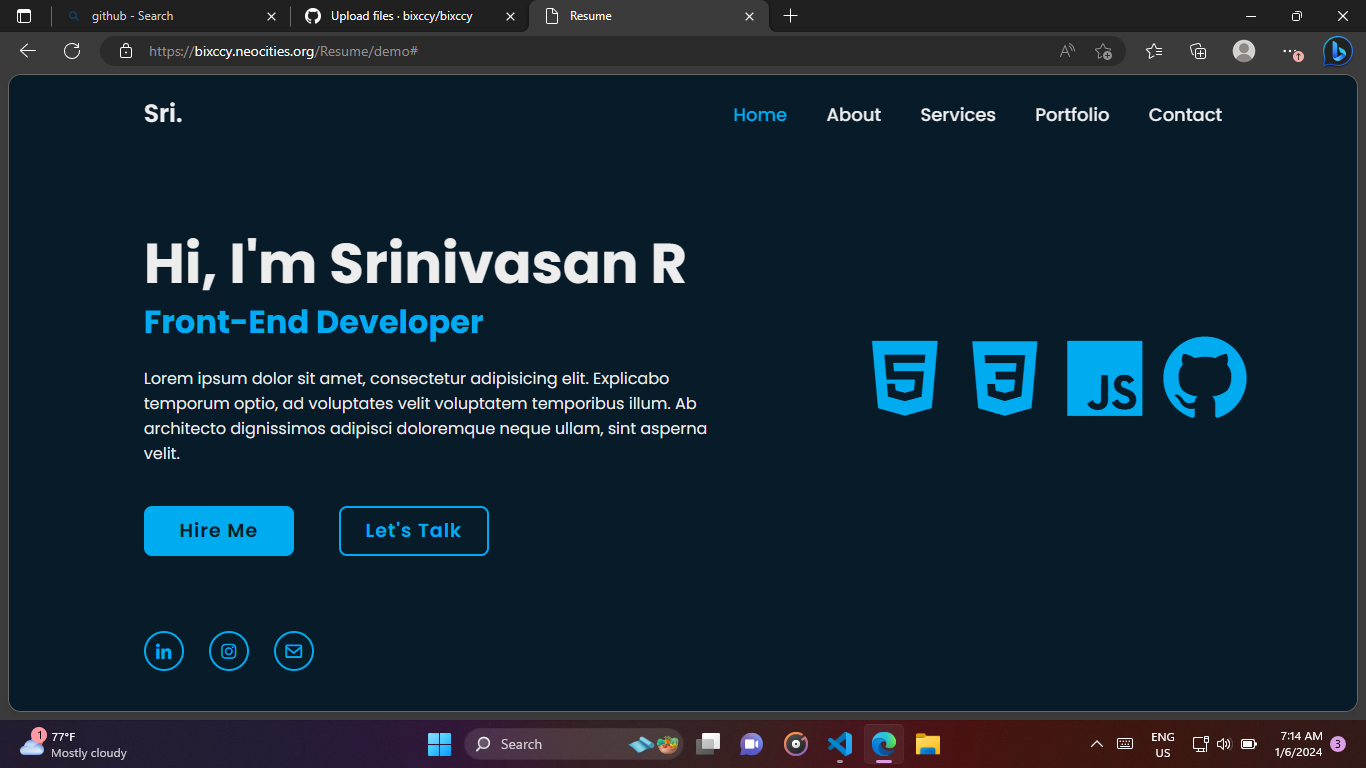 github - Search
Upload files · bixccy/bixccy
Resume
https://bixccy.neocities.org/Resume/demo#
Sri.
Home
About
Services
Portfolio
Contact
Hi, I'm Srinivasan R
Front-End Developer
Lorem ipsum dolor sit amet, consectetur adipisicing elit. Explicabo
temporum optio, ad voluptates velit voluptatem temporibus illum. Ab
architecto dignissimos adipisci doloremque neque ullam, sint asperna
velit.
JS
Hire Me
Let's Talk
in
1
77°F
Mostly cloudy
Search
ENG
US
7:14 AM
1/6/2024
3